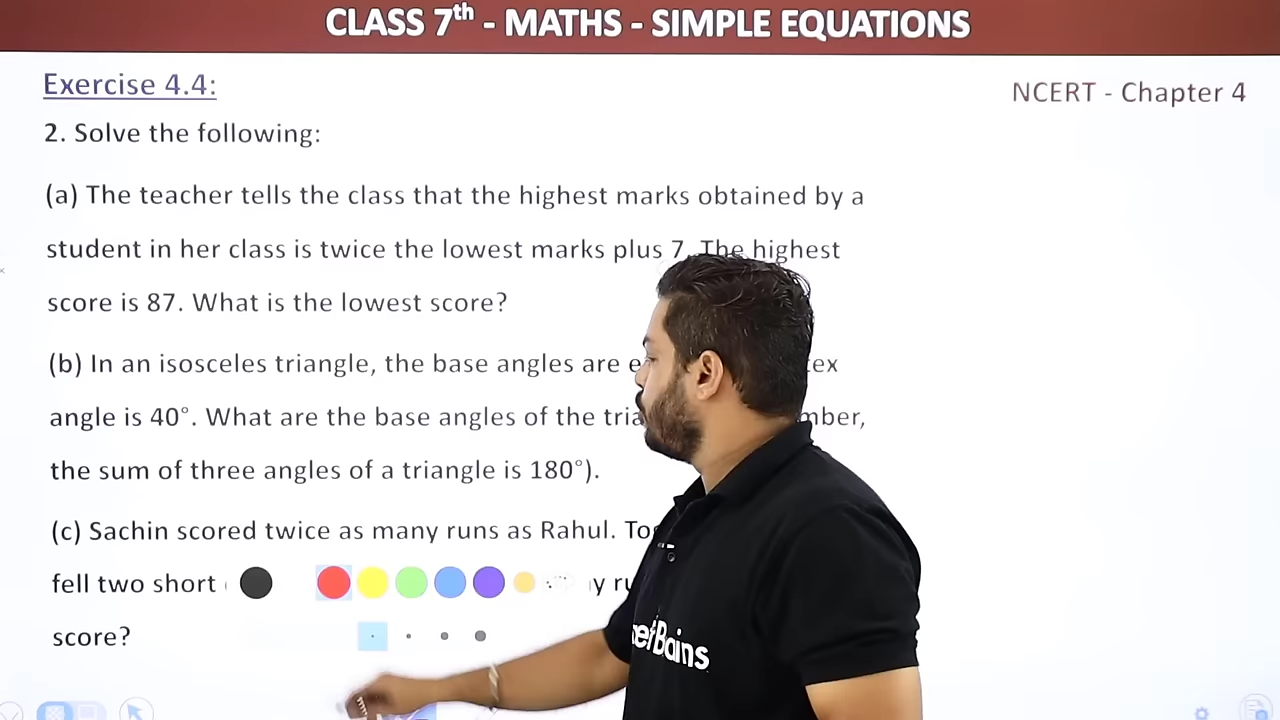 CLASS 7th - MATHS - SIMPLE EQUATIONS
Exercise 4.4:
NCERT - Chapter 4
2. Solve the following:
(a) The teacher tells the class that the highest marks obtained by a
student in her class is twice the lowest marks plus 7. The highest
score is 87. What is the lowest score?
(b) In an isosceles triangle, the base angles are
angle is 40°. What are the base angles of the
the sum of three angles of a triangle is 180°).
(c) Sachin scored twice as many runs as Rahul.
fell two short
score?